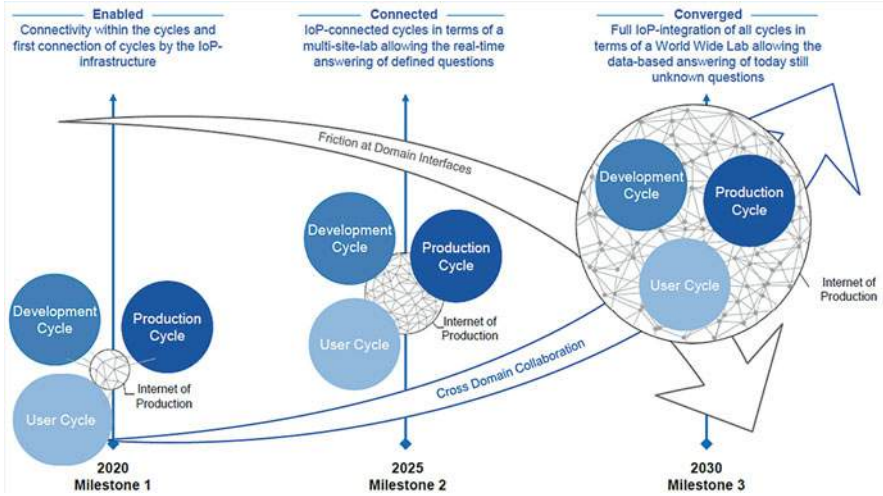 Enabled
Connectivity within the cycles and
first connection of cycles by the IoP-
infrastructure
Connected
IoP-connected cycles in terms of a
multi-site-lab allowing the real-time
answering of defined questions
Converged
Full IoP-integration of all cycles in
terms of a World Wide Lab allowing the
data-based answering of today still
unknown questions
Friction at Domain Interfaces
Development
Cycle
Production
Cycle
User Cycle
Internet of
Production
Development
Cycle
Production
Cycle
User Cycle
Internet of
Production
Development
Cycle
Production
Cycle
User Cycle
Internet of
Production
Cross Domain Collaboration
2020
Milestone 1
2025
Milestone 2
2030
Milestone 3